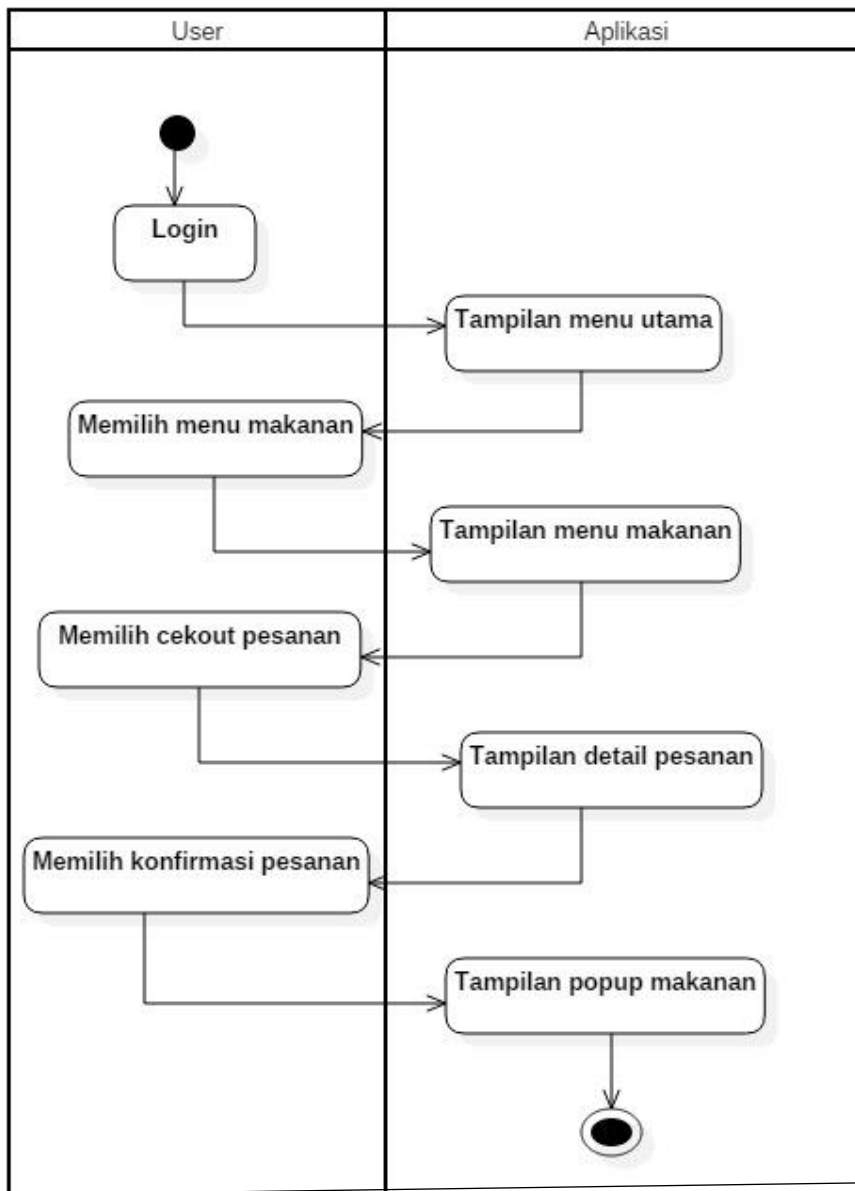 User
Aplikasi
Login
Tampilan menu utama
Memilih menu makanan
Tampilan menu makanan
Memilih cekout pesanan
Tampilan detail pesanan
Memilih konfirmasi pesanan
Tampilan popup makanan